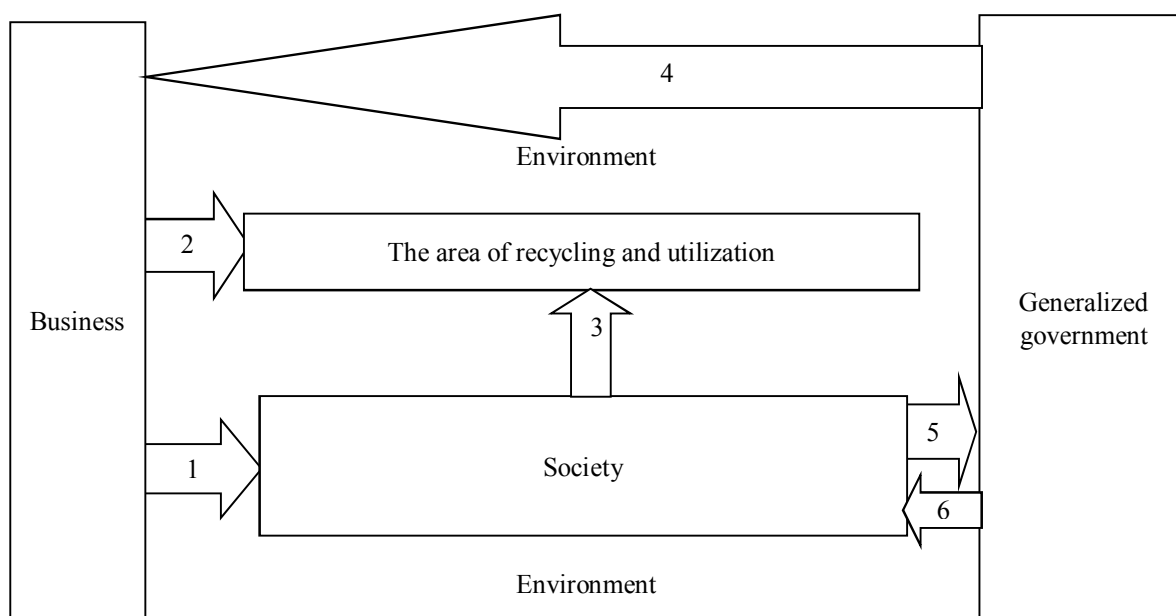 4
Environment
2
The area of recycling and utilization
Business
3
Generalized
government
1
Society
5
6
Environment